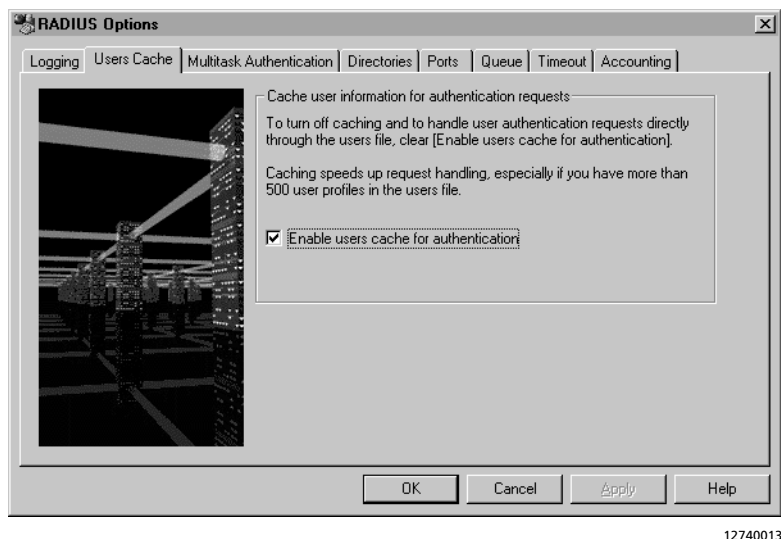 RADIUS Options
Logging Users Cache Multitask Authentication Directories Ports Queue Timeout Accounting
Cache user information for authentication requests
To turn off caching and to handle user authentication requests directly
through the users file, clear [Enable users cache for authentication].
Caching speeds up request handling, especially if you have more than
500 user profiles in the users file.
Enable users cache for authentication
OK Cancel Apply Help
12740013